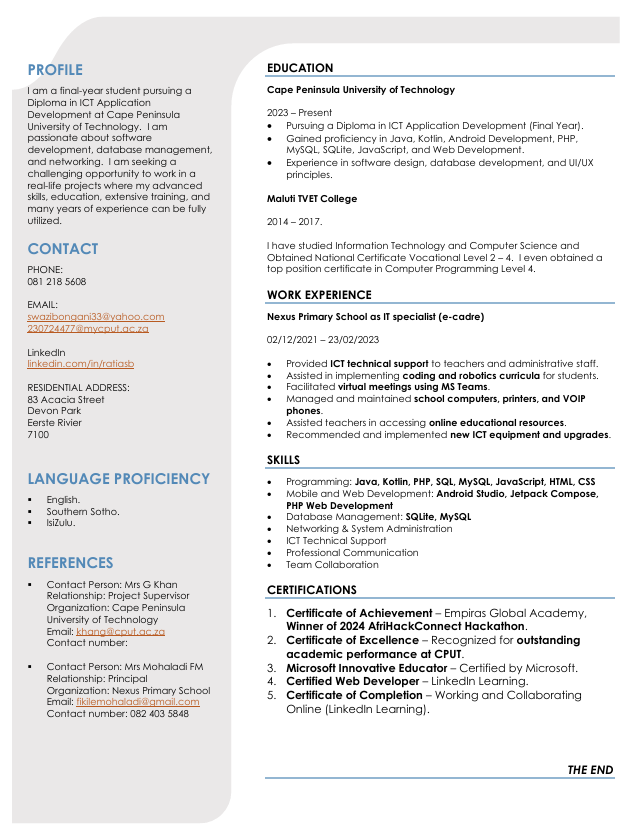 PROFILE
I am a final-year student pursuing a
Diploma in ICT Application
Development at Cape Peninsula
University of Technology.  I am
passionate about software
development, database management,
and networking.  I am seeking a
challenging opportunity to work in a
real-life projects where my advanced
skills, education, extensive training, and
many years of experience can be fully
utilized.
CONTACT
PHONE:
081 218 5608
EMAIL:
swazibongani33@yahoo.com
230724477@mycput.ac.za
LinkedIn
linkedin.com/in/ratiasb
RESIDENTIAL ADDRESS:
83 Acacia Street
Devon Park
Eerste Rivier
7100
LANGUAGE PROFICIENCY
▪ English.
▪ Southern Sotho.
▪ IsiZulu.
REFERENCES
▪ Contact Person: Mrs G Khan
Relationship: Project Supervisor
Organization: Cape Peninsula
University of Technology
Email: khang@cput.ac.za
Contact number:
▪ Contact Person: Mrs Mohaladi FM
Relationship: Principal
Organization: Nexus Primary School
Email: fikilemohaladi@gmail.com
Contact number: 082 403 5848
EDUCATION
Cape Peninsula University of Technology
2023 – Present
• Pursuing a Diploma in ICT Application Development (Final Year).
• Gained proficiency in Java, Kotlin, Android Development, PHP,
MySQL, SQLite, JavaScript, and Web Development.
• Experience in software design, database development, and UI/UX
principles.
Maluti TVET College
2014 – 2017.
I have studied Information Technology and Computer Science and
Obtained National Certificate Vocational Level 2 – 4.  I even obtained a
top position certificate in Computer Programming Level 4.
WORK EXPERIENCE
Nexus Primary School as IT specialist (e-cadre)
02/12/2021 – 23/02/2023
• Provided ICT technical support to teachers and administrative staff.
• Assisted in implementing coding and robotics curricula for students.
• Facilitated virtual meetings using MS Teams.
• Managed and maintained school computers, printers, and VOIP
phones.
• Assisted teachers in accessing online educational resources.
• Recommended and implemented new ICT equipment and upgrades.
SKILLS
• Programming: Java, Kotlin, PHP, SQL, MySQL, JavaScript, HTML, CSS
• Mobile and Web Development: Android Studio, Jetpack Compose,
PHP Web Development
• Database Management: SQLite, MySQL
• Networking & System Administration
• ICT Technical Support
• Professional Communication
• Team Collaboration
CERTIFICATIONS
1. Certificate of Achievement – Empiras Global Academy,
Winner of 2024 AfriHackConnect Hackathon.
2. Certificate of Excellence – Recognized for outstanding
academic performance at CPUT.
3. Microsoft Innovative Educator – Certified by Microsoft.
4. Certified Web Developer – LinkedIn Learning.
5. Certificate of Completion – Working and Collaborating
Online (LinkedIn Learning).
THE END